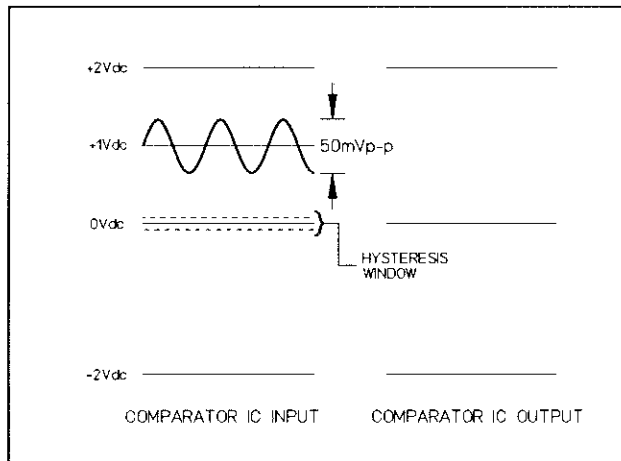 +2Vdc
+1Vdc
50mVp-p
0Vdc
HYSTERESIS
WINDOW
-2Vdc
COMPARATOR IC INPUT
COMPARATOR IC OUTPUT